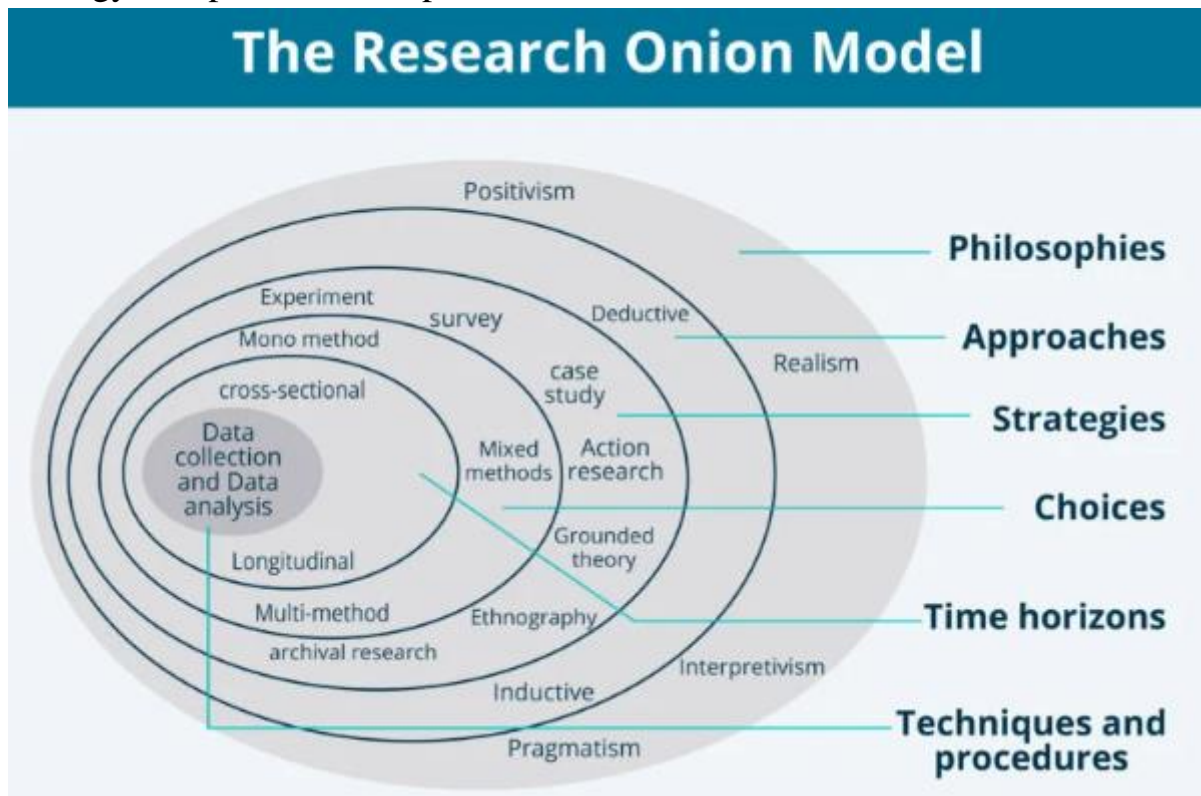 The Research Onion Model
Positivism
Philosophies
Experiment
survey
Deductive
Approaches
Mono method
Realism
case
study
cross-sectional
Strategies
Data
collection
and Data
analysis
Mixed
methods
Action
research
Choices
Grounded
theory
Longitudinal
Multi-method
Ethnography
Time horizons
archival research
Interpretivism
Inductive
Techniques and
procedures
Pragmatism